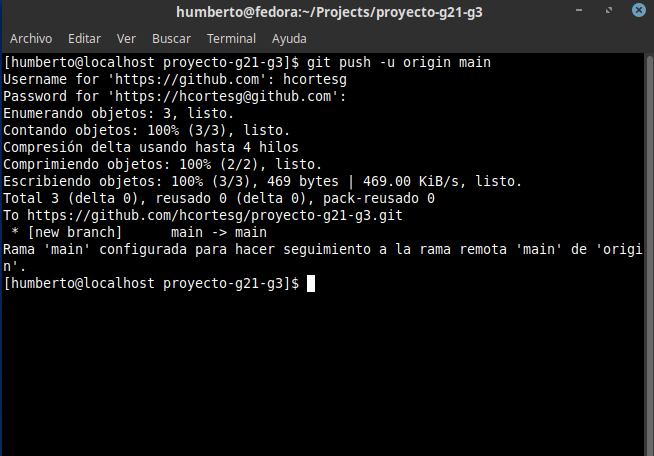 humberto@fedora:~/Projects/proyecto-g21-g3
Archivo Editar Ver Buscar Terminal Ayuda
[humberto@localhost proyecto-g21-g3]$ git push -u origin main
Username for 'https://github.com': hcortesg
Password for 'https://hcortesg@github.com':
Enumerando objetos: 3, listo.
Contando objetos: 100% (3/3), listo.
Compresión delta usando hasta 4 hilos
Comprimiendo objetos: 100% (2/2), listo.
Escribiendo objetos: 100% (3/3), 469 bytes | 469.00 KiB/s, listo.
Total 3 (delta 0), reusado 0 (delta 0), pack-reusado 0
To https://github.com/hcortesg/proyecto-g21-g3.git
 * [new branch]      main -> main
Rama 'main' configurada para hacer seguimiento a la rama remota 'main' de 'origi
n'.
[humberto@localhost proyecto-g21-g3]$